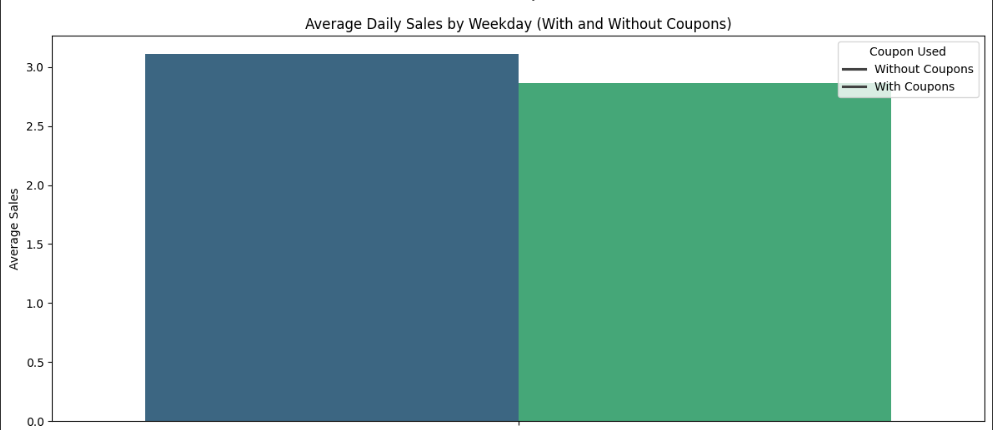 Average Daily Sales by Weekday (With and Without Coupons)
Coupon Used
Without Coupons
With Coupons
3.0
2.5
2.0
1.5
1.0
0.5
0.0
Average Sales